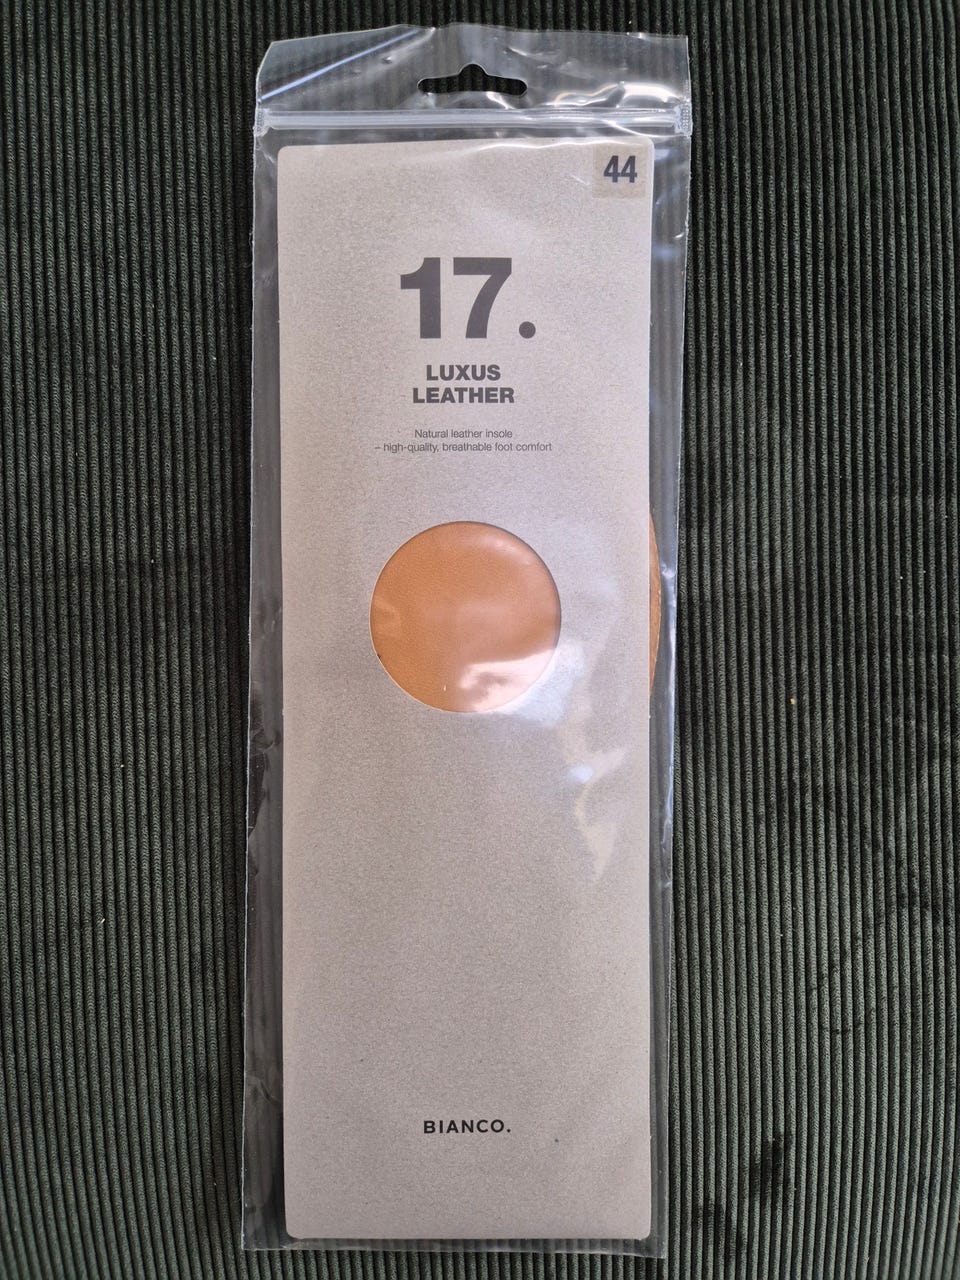 44
17.
LUXUS
LEATHER
Natural leather insole
– high-quality, breathable foot comfort
BIANCO.